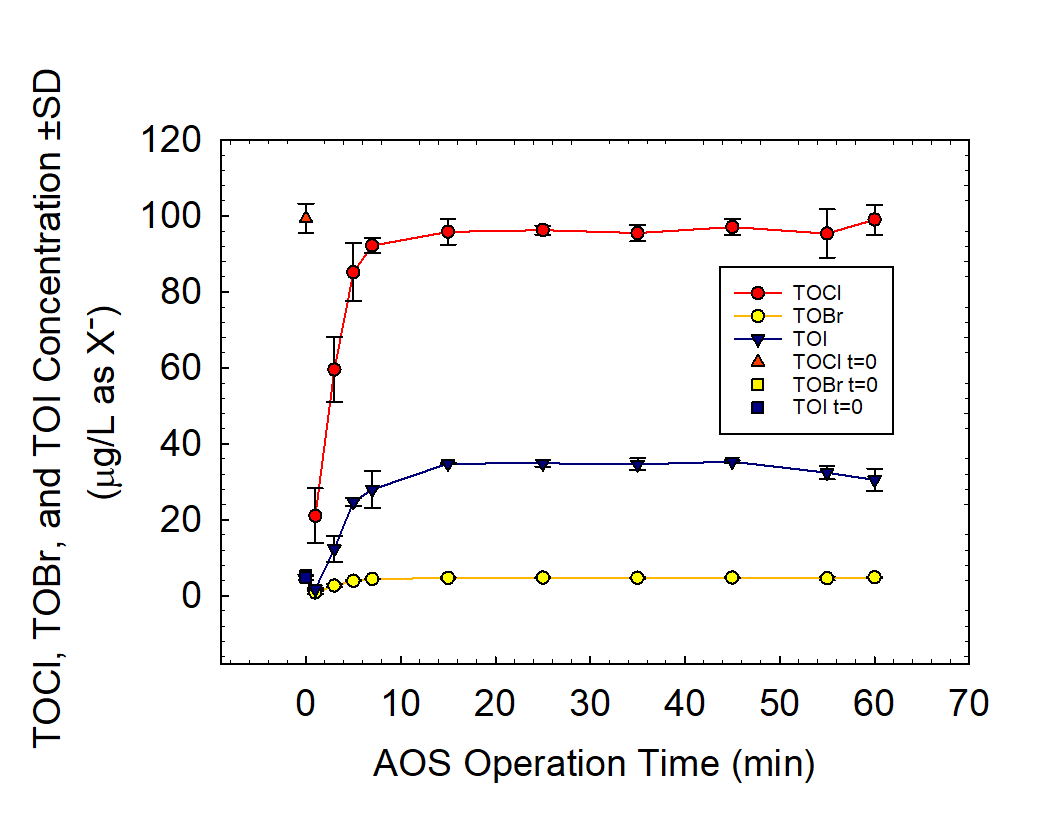 TOCl, TOBr, and TOI Concentration ±SD
(µg/L as X⁻)
120
100
80
60
40
20
0
TOCl
TOBr
TOI
TOCl t=0
TOBr t=0
TOI t=0
0 10 20 30 40 50 60 70
AOS Operation Time (min)